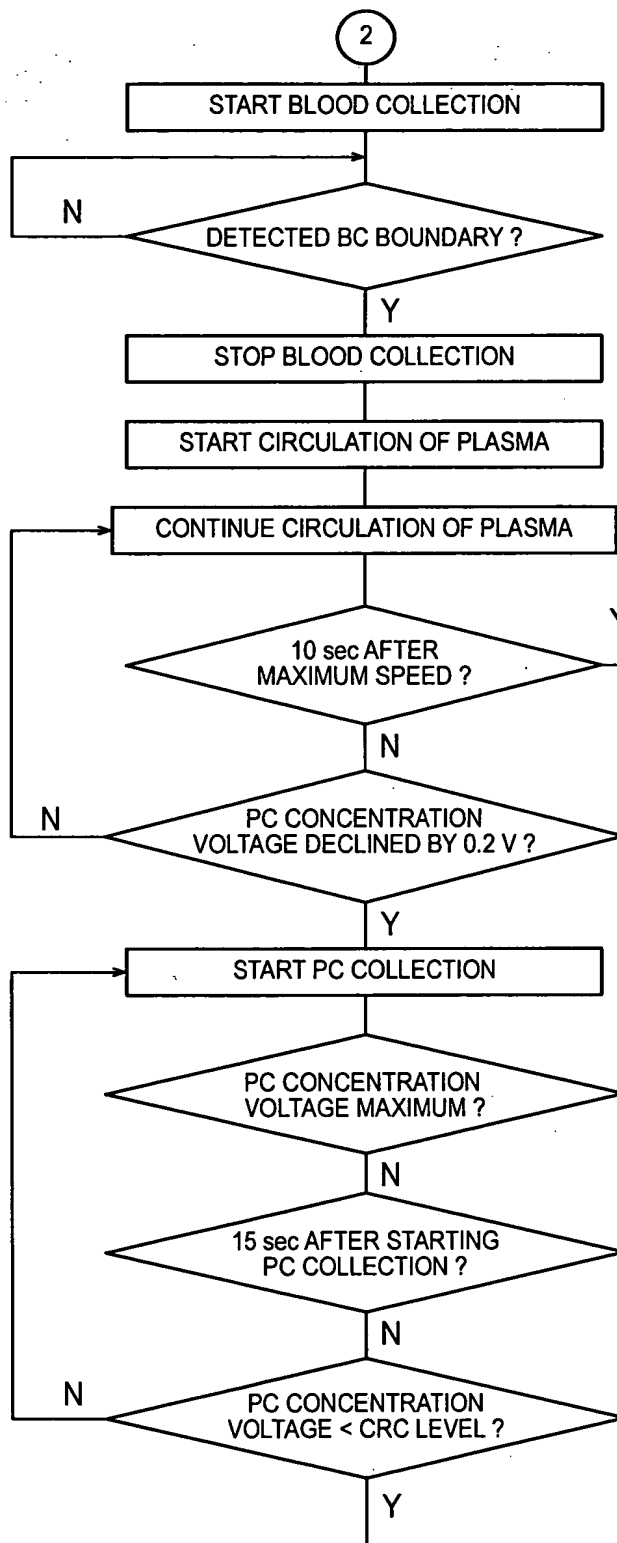 2
START BLOOD COLLECTION
N
DETECTED BC BOUNDARY ?
Y
STOP BLOOD COLLECTION
START CIRCULATION OF PLASMA
CONTINUE CIRCULATION OF PLASMA
Y
10 sec AFTER
MAXIMUM SPEED ?
N
N
PC CONCENTRATION
VOLTAGE DECLINED BY 0.2 V ?
Y
START PC COLLECTION
PC CONCENTRATION
VOLTAGE MAXIMUM ?
N
15 sec AFTER STARTING
PC COLLECTION ?
N
N
PC CONCENTRATION
VOLTAGE < CRC LEVEL ?
Y